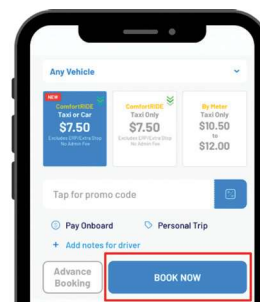 Any Vehicle
NEW
ComfortRIDE
Taxi or Car
$7.50
Excludes ERP/Extra Stop
No Admin Fee
ComfortRIDE
Taxi Only
$7.50
Excludes ERP/Extra Stop
No Admin Fee
By Meter
Taxi Only
$10.50
to
$12.00
Tap for promo code
Pay Onboard
Personal Trip
+ Add notes for driver
Advance
Booking
BOOK NOW